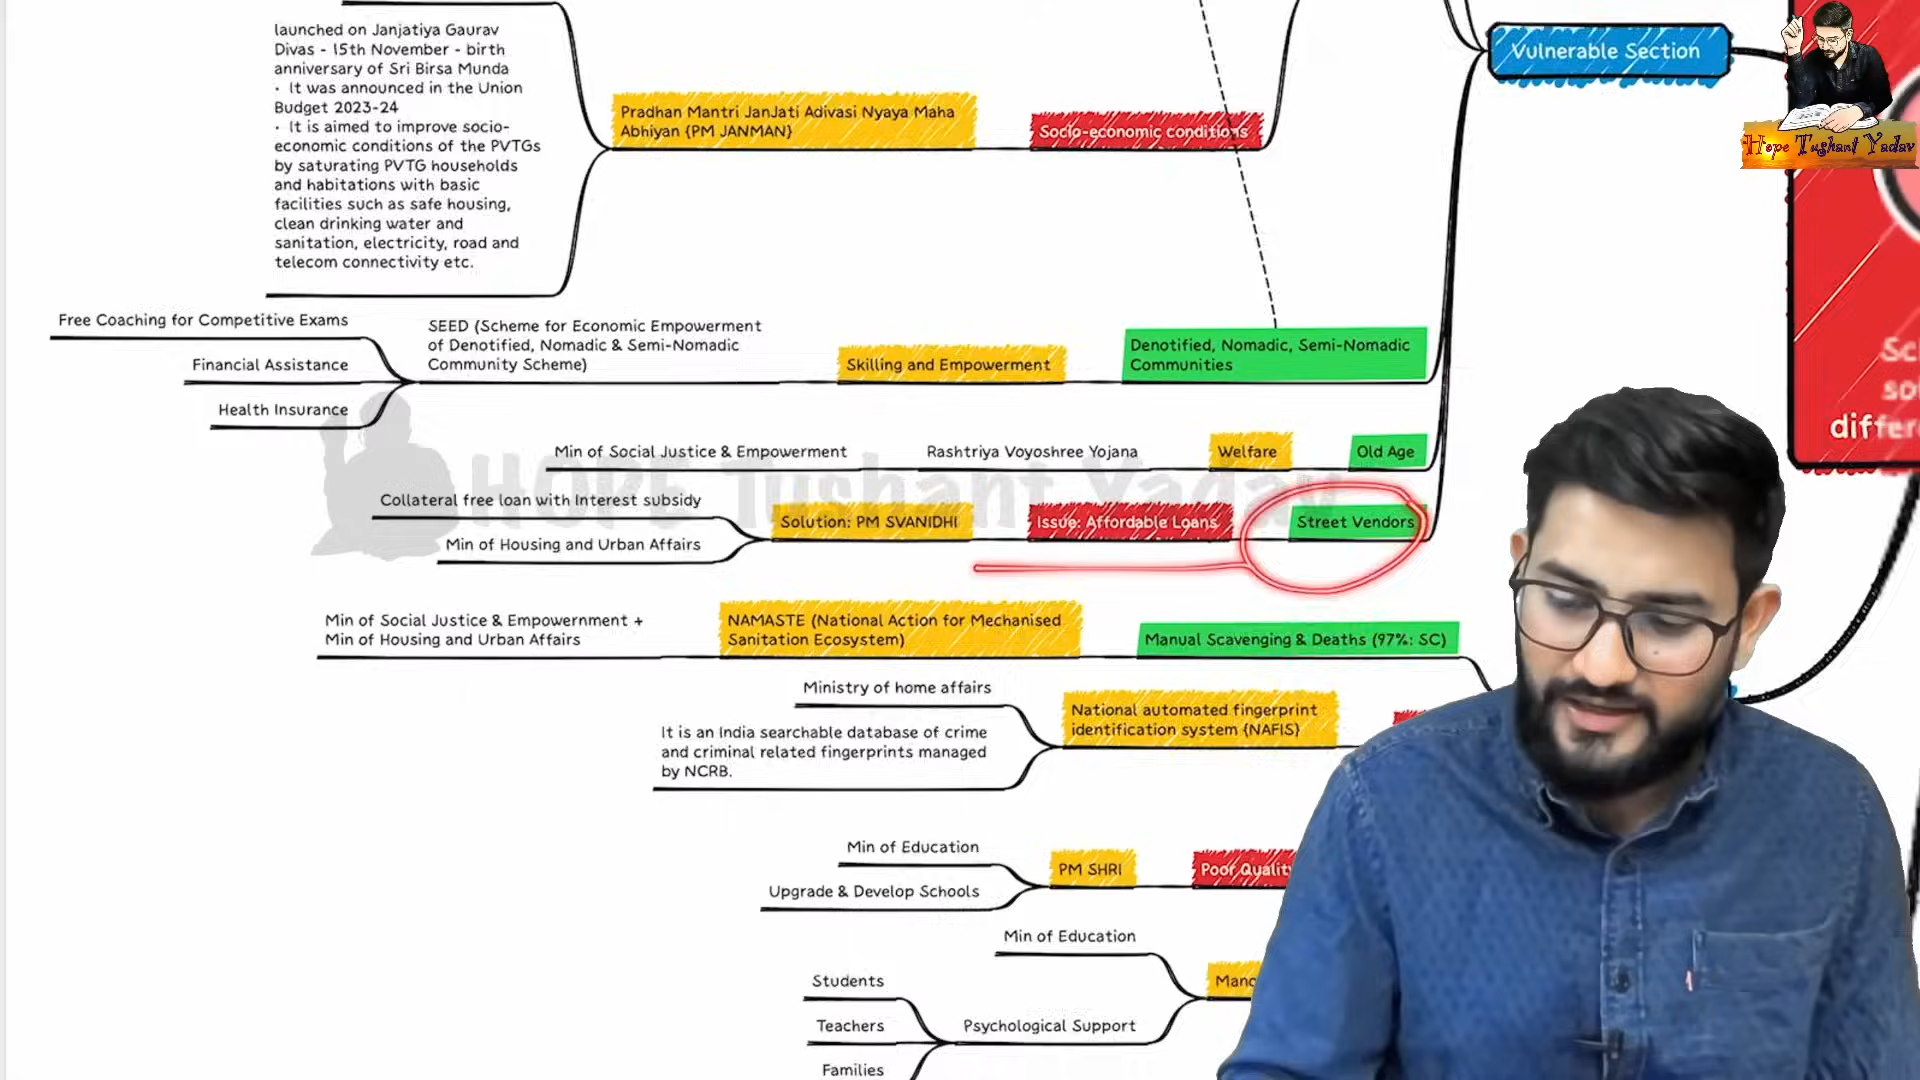 launched on Janjatiya Gaurav
Divas - 15th November - birth
anniversary of Sri Birsa Munda
· It was announced in the Union
Budget 2023-24
· It is aimed to improve socio-
economic conditions of the PVTGs
by saturating PVTG households
and habitations with basic
facilities such as safe housing,
clean drinking water and
sanitation, electricity, road and
telecom connectivity etc.
Pradhan Mantri JanJati Adivasi Nyaya Maha
Abhiyan {PM JANMAN}
Socio-economic conditions
Vulnerable Section
Hope Tushant Yadav
Free Coaching for Competitive Exams
Financial Assistance
Health Insurance
SEED (Scheme for Economic Empowerment
of Denotified, Nomadic & Semi-Nomadic
Community Scheme)
Skilling and Empowerment
Denotified, Nomadic, Semi-Nomadic
Communities
Min of Social Justice & Empowerment
Rashtriya Voyoshree Yojana
Welfare
Old Age
HOPE Tushant Yadav
Collateral free loan with Interest subsidy
Min of Housing and Urban Affairs
Solution: PM SVANIDHI
Issue: Affordable Loans
Street Vendors
Min of Social Justice & Empowernment +
Min of Housing and Urban Affairs
NAMASTE (National Action for Mechanised
Sanitation Ecosystem)
Manual Scavenging & Deaths (97%: SC)
Ministry of home affairs
It is an India searchable database of crime
and criminal related fingerprints managed
by NCRB.
National automated fingerprint
identification system {NAFIS}
Min of Education
Upgrade & Develop Schools
PM SHRI
Poor Quality
Min of Education
Students
Teachers
Families
Psychological Support